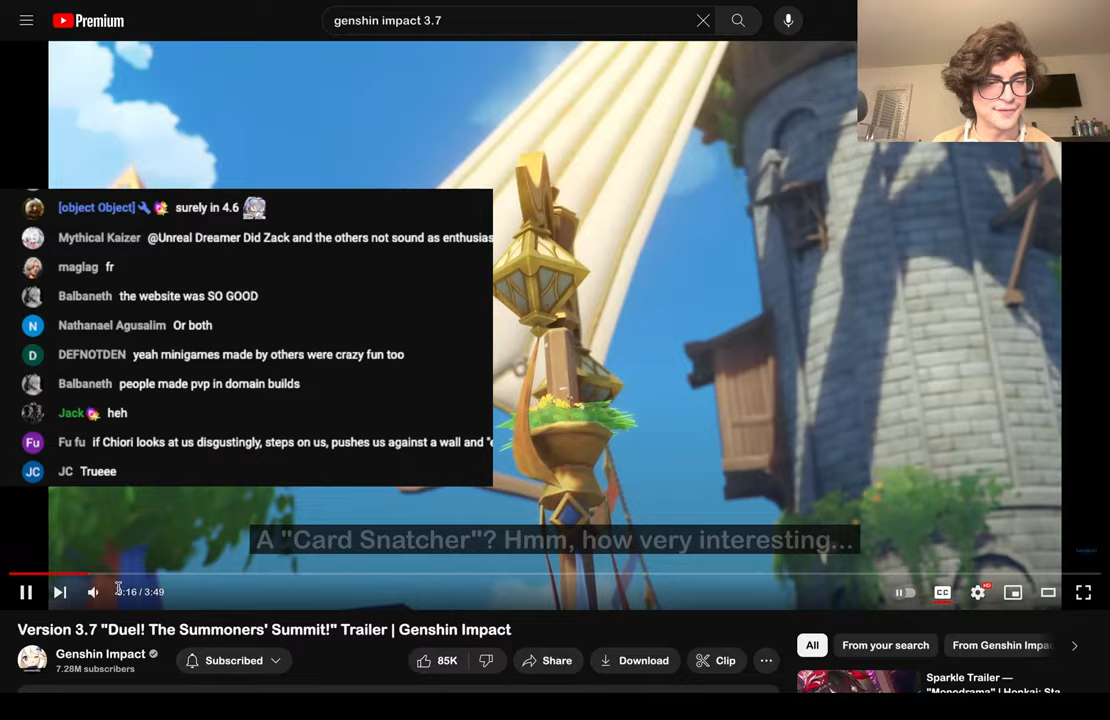 Premium
genshin impact 3.7
[object Object] surely in 4.6
Mythical Kaizer @Unreal Dreamer Did Zack and the others not sound as enthusias
maglag fr
Balbaneth the website was SO GOOD
N Nathanael Agusalim Or both
D DEFNOTDEN yeah minigames made by others were crazy fun too
Balbaneth people made pvp in domain builds
Jack heh
Fu Fu fu if Chiori looks at us disgustingly, steps on us, pushes us against a wall and "e
JC JC Trueee
A "Card Snatcher"? Hmm, how very interesting...
:16 / 3:49
CC
HD
Version 3.7 "Duel! The Summoners' Summit!" Trailer | Genshin Impact
Genshin Impact
7.28M subscribers
Subscribed
85K
Share
Download
Clip
All
From your search
From Genshin Impac
Sparkle Trailer —
"Monodrama" | Honkai: Sta